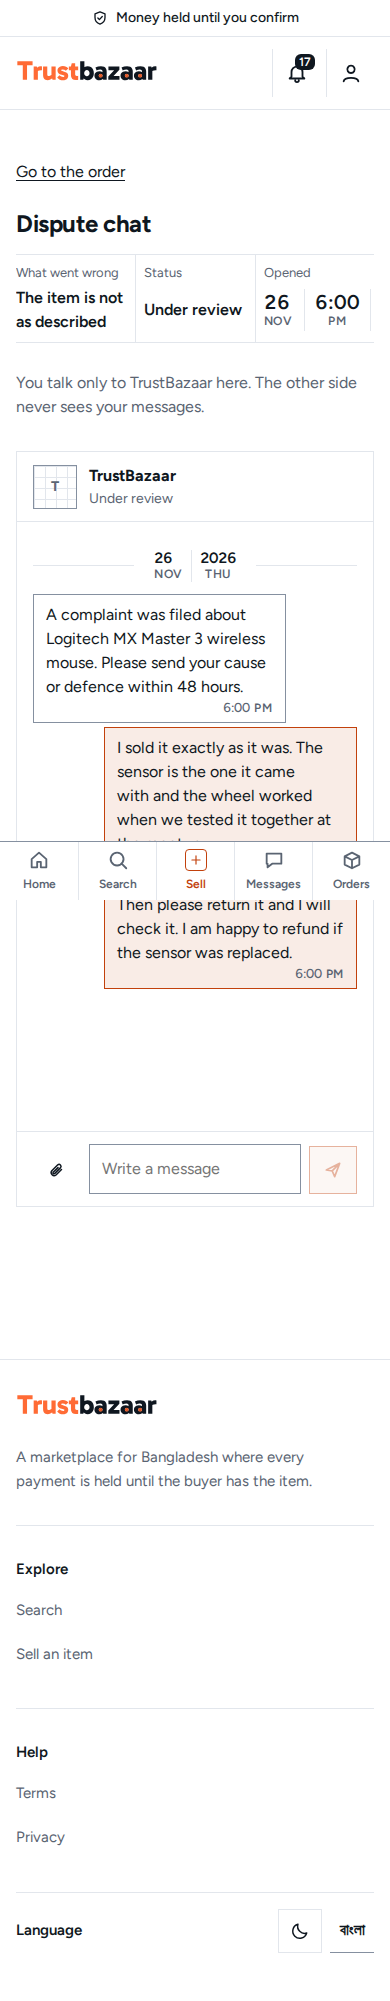 Money held until you confirm
Trustbazaar
17
Go to the order
Dispute chat
What went wrong
The item is not
as described
Status
Under review
Opened
26
NOV
6:00
PM
You talk only to TrustBazaar here. The other side
never sees your messages.
T
TrustBazaar
Under review
26
NOV
2026
THU
A complaint was filed about
Logitech MX Master 3 wireless
mouse. Please send your cause
or defence within 48 hours.
6:00 PM
I sold it exactly as it was. The
sensor is the one it came
with and the wheel worked
when we tested it together at
Home
Search
Sell
Messages
Orders
Then please return it and I will
check it. I am happy to refund if
the sensor was replaced.
6:00 PM
Write a message
Trustbazaar
A marketplace for Bangladesh where every
payment is held until the buyer has the item.
Explore
Search
Sell an item
Help
Terms
Privacy
Language
বাংলা